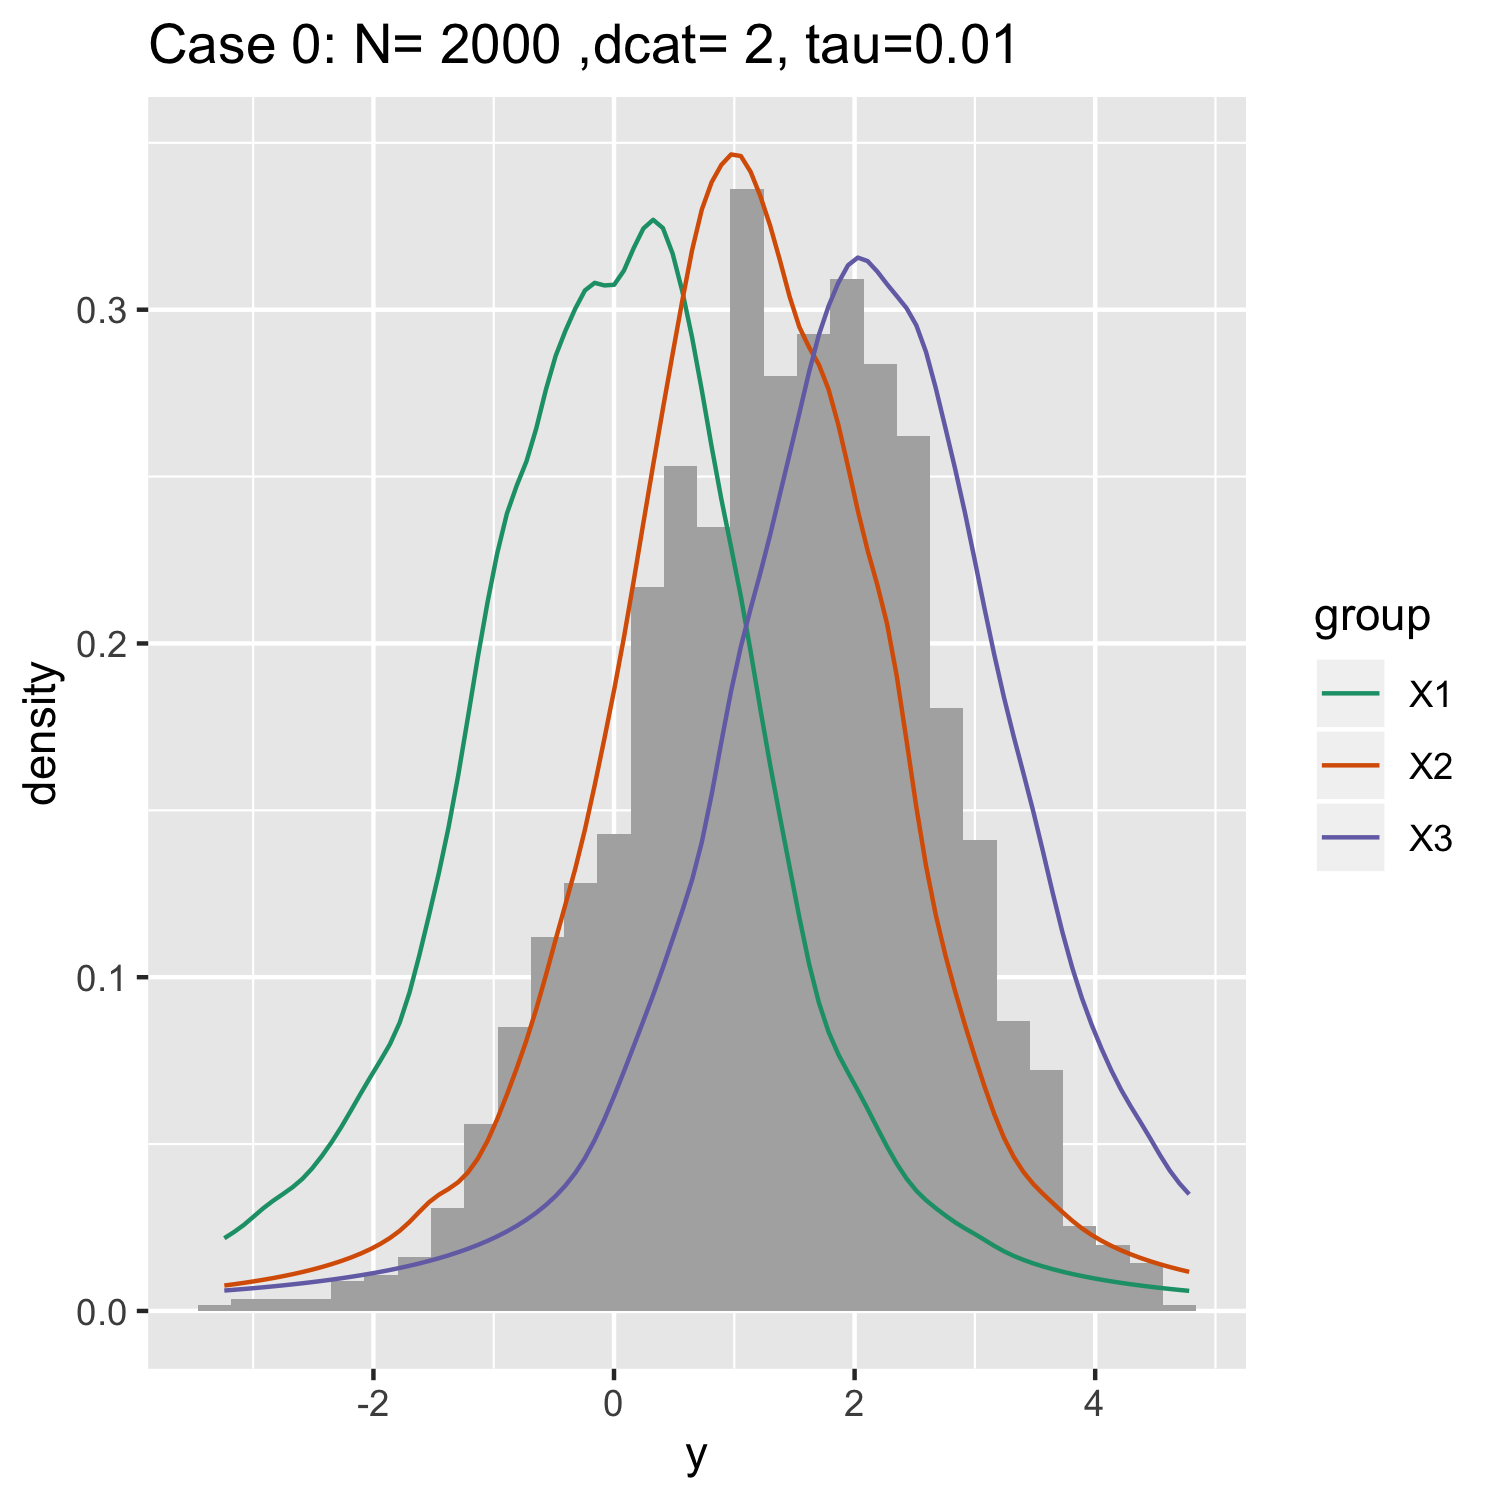 Case 0: N= 2000 ,dcat= 2, tau=0.01
density
0.3
0.2
0.1
0.0
-2
0
2
4
y
group
X1
X2
X3